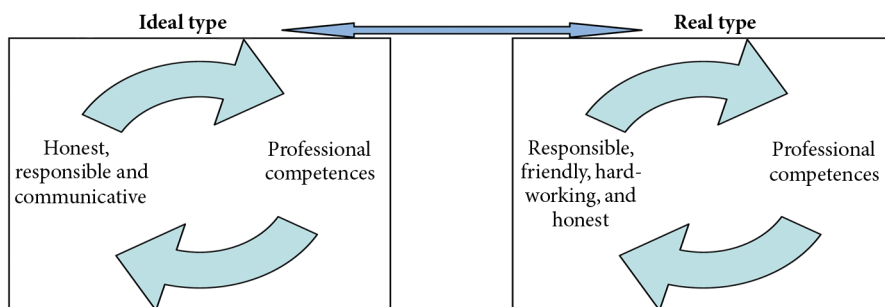 Ideal type
Real type
Honest,
responsible and
communicative
Professional
competences
Responsible,
friendly, hard-
working, and
honest
Professional
competences